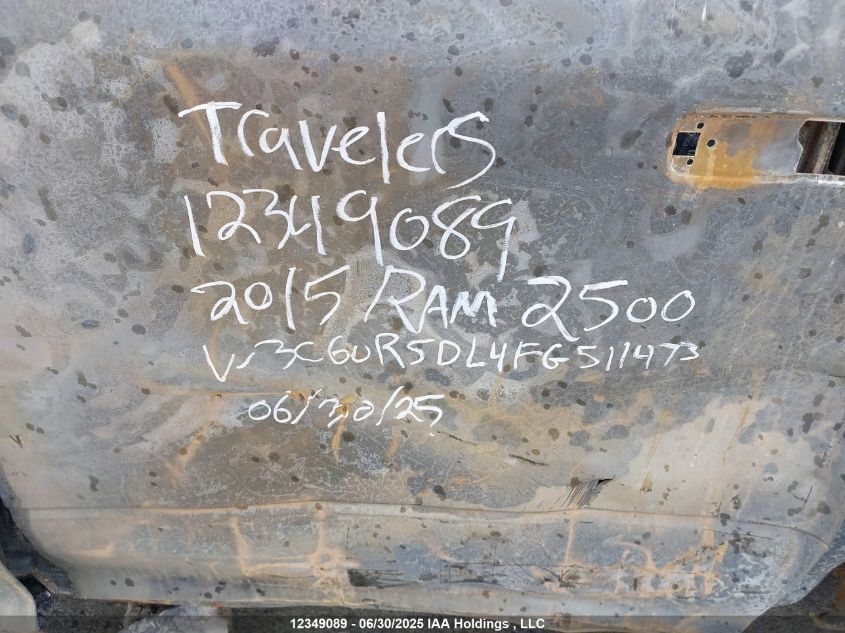 Travelers
12349089
2015 RAM 2500
V:3C6UR5DL4FG511473
06/30/25
12349089 - 06/30/2025 IAA Holdings , LLC